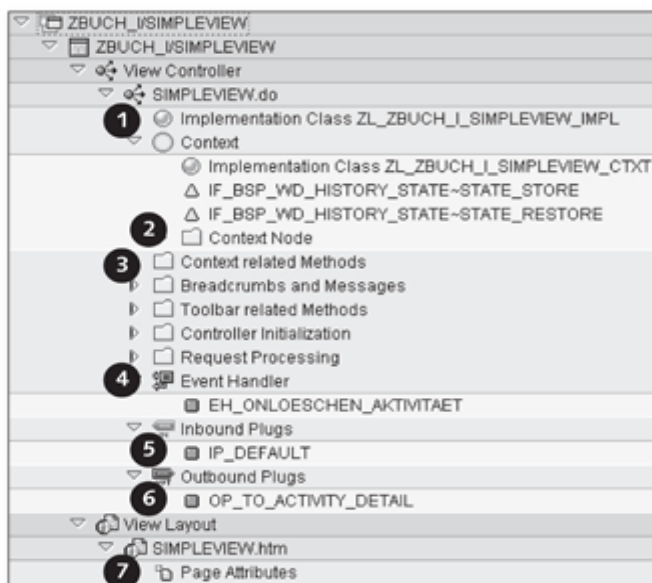 ZBUCH_I/SIMPLEVIEW
ZBUCH_I/SIMPLEVIEW
View Controller
SIMPLEVIEW.do
1 Implementation Class ZL_ZBUCH_I_SIMPLEVIEW_IMPL
Context
Implementation Class ZL_ZBUCH_I_SIMPLEVIEW_CTXT
IF_BSP_WD_HISTORY_STATE~STATE_STORE
IF_BSP_WD_HISTORY_STATE~STATE_RESTORE
2 Context Node
3 Context related Methods
Breadcrumbs and Messages
Toolbar related Methods
Controller Initialization
Request Processing
4 Event Handler
EH_ONLOESCHEN_AKTIVITAET
Inbound Plugs
5 IP_DEFAULT
Outbound Plugs
6 OP_TO_ACTIVITY_DETAIL
View Layout
SIMPLEVIEW.htm
7 Page Attributes